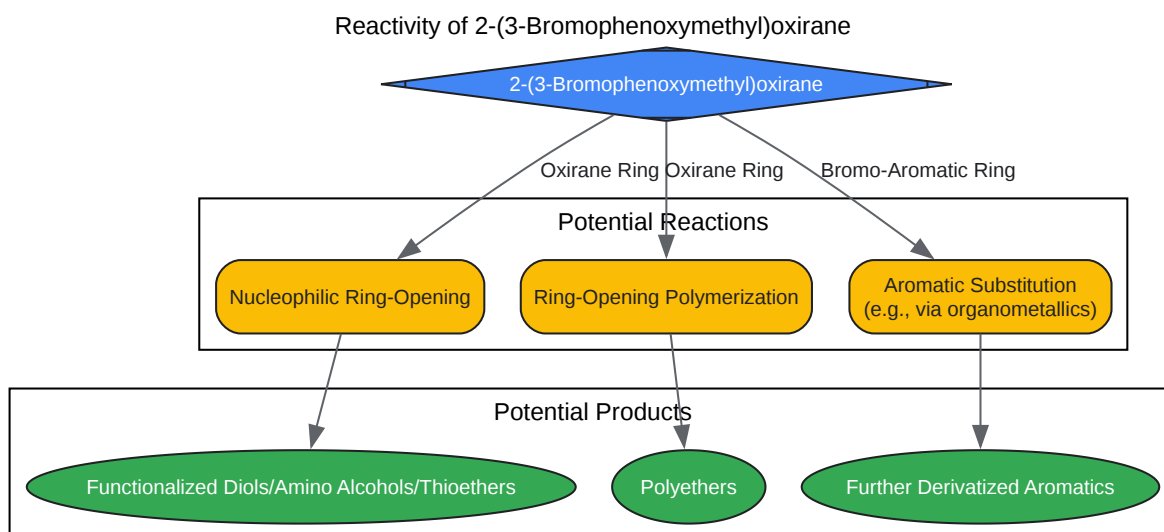 Reactivity of 2-(3-Bromophenoxymethyl)oxirane
2-(3-Bromophenoxymethyl)oxirane
Oxirane Ring
Oxirane Ring
Bromo-Aromatic Ring
Potential Reactions
Nucleophilic Ring-Opening
Ring-Opening Polymerization
Aromatic Substitution
(e.g., via organometallics)
Potential Products
Functionalized Diols/Amino Alcohols/Thioethers
Polyethers
Further Derivatized Aromatics